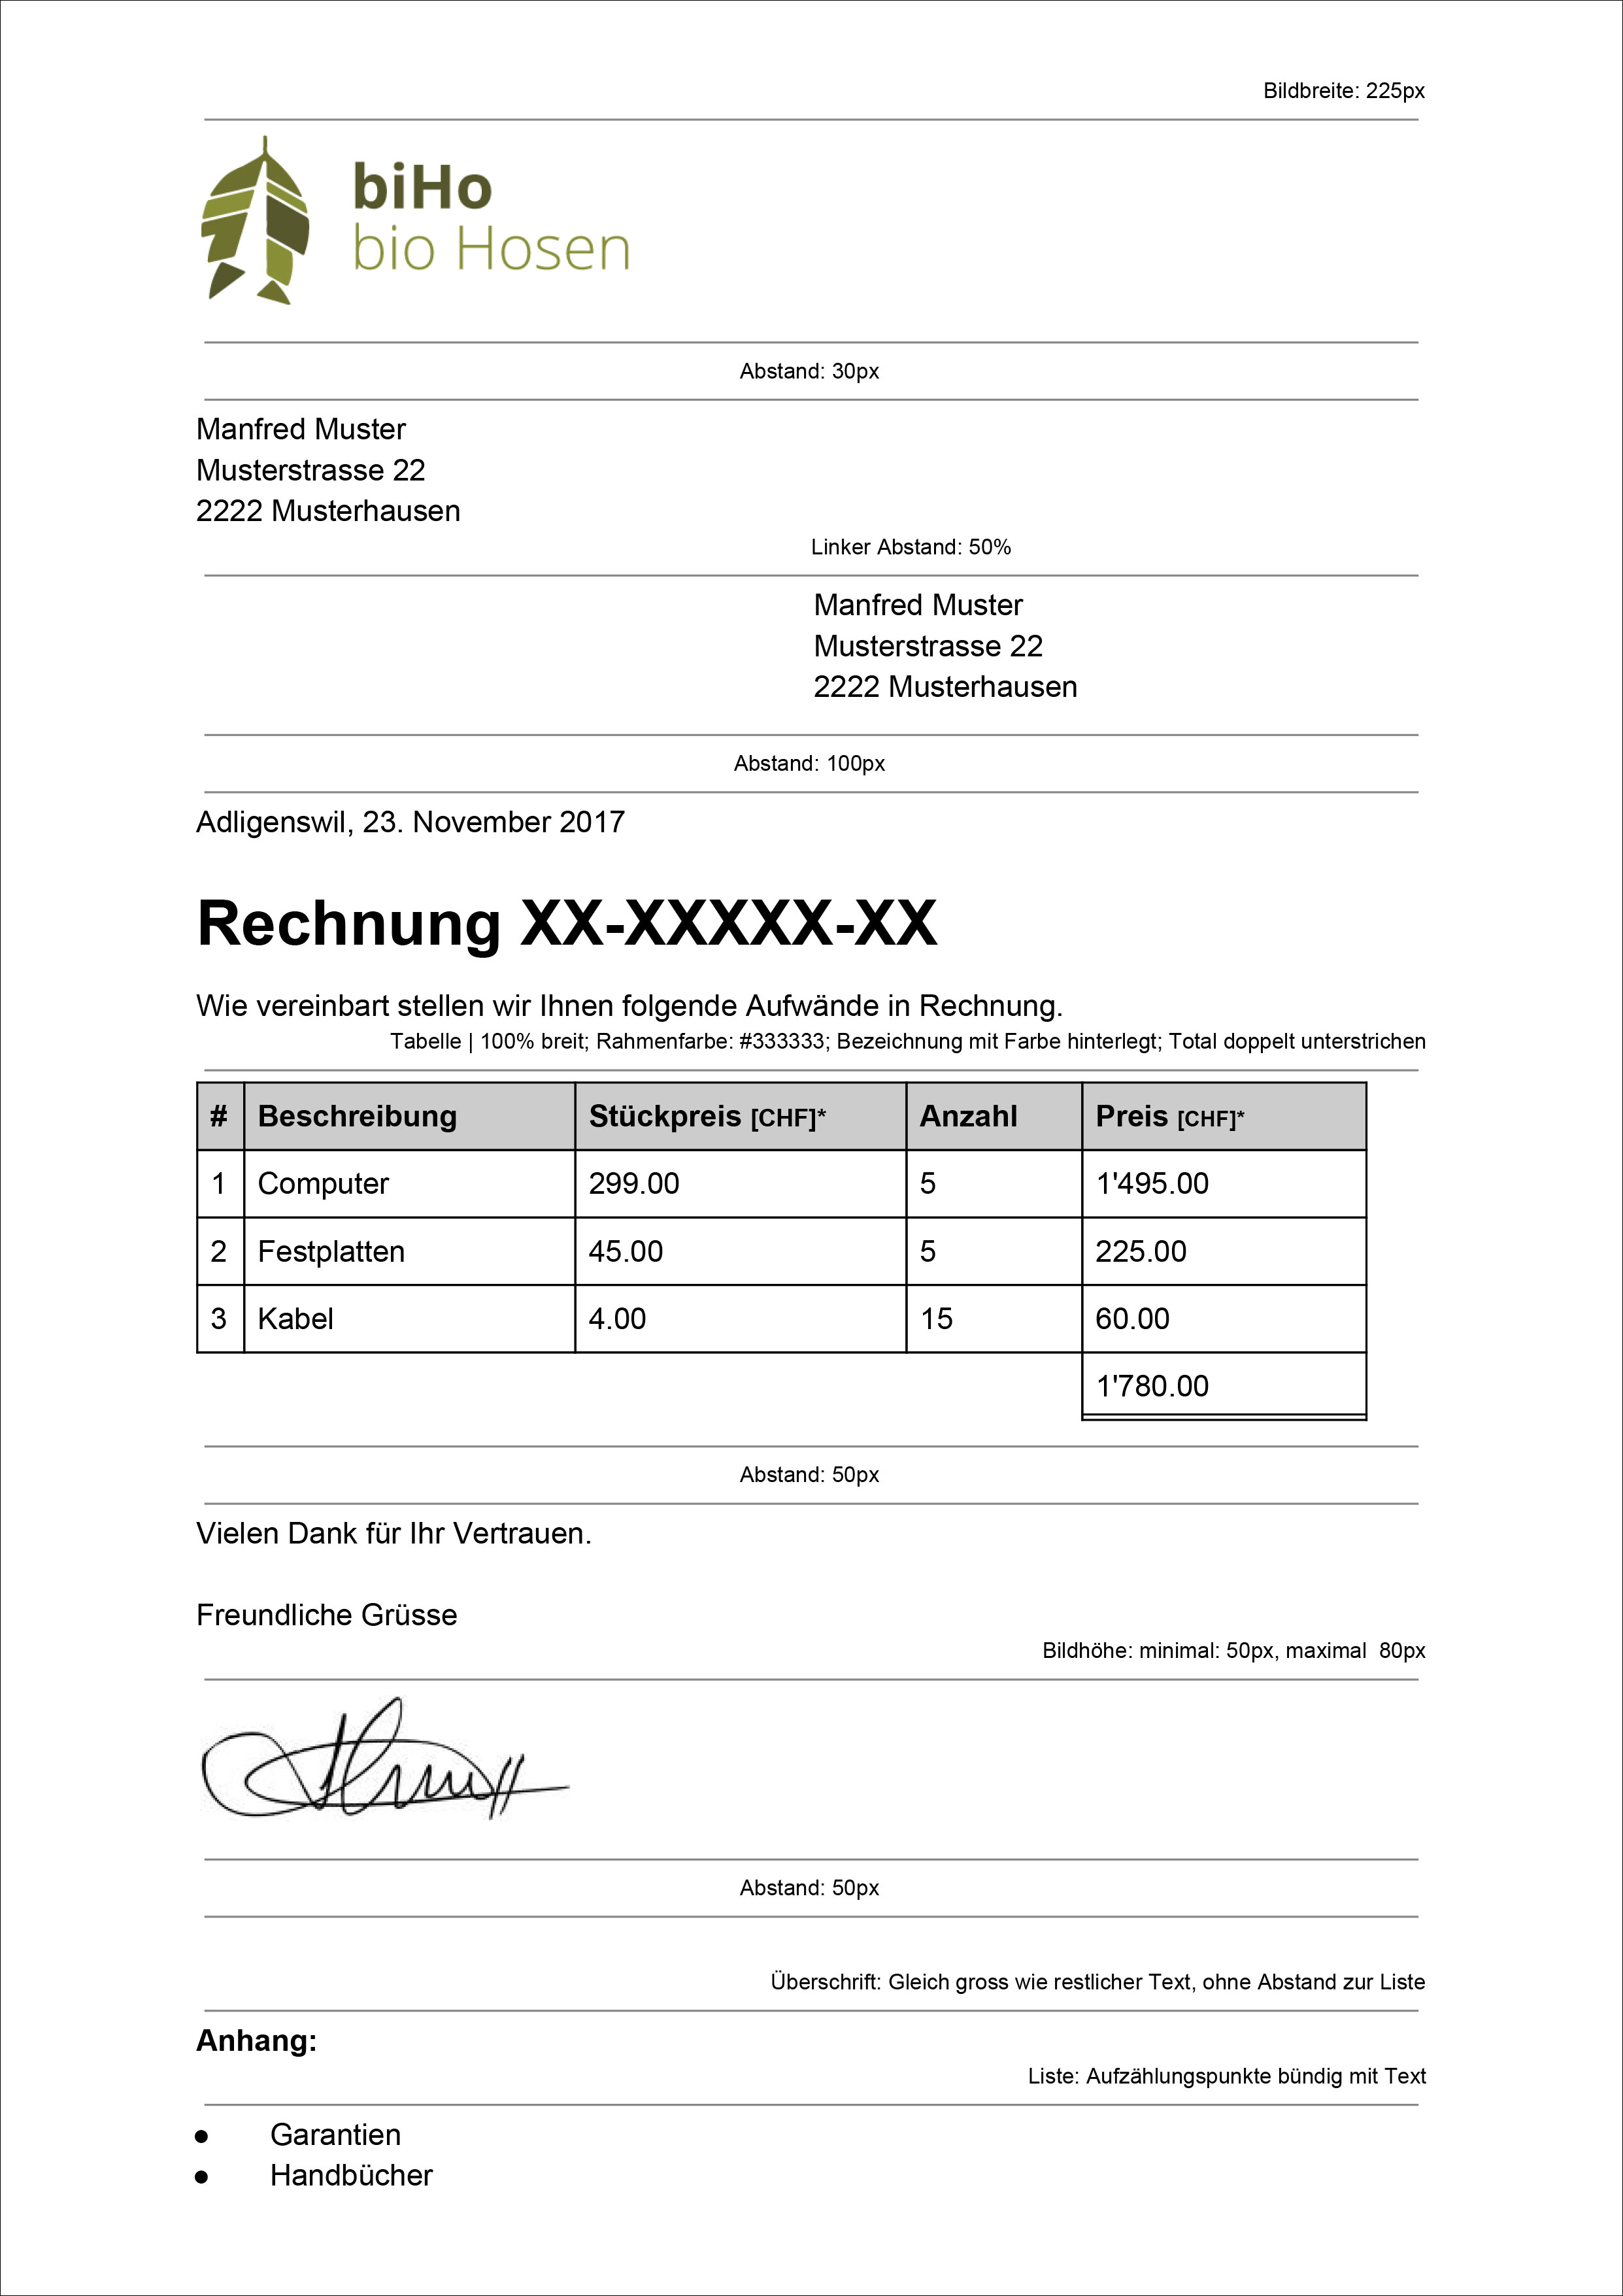 Bildbreite: 225px
biHo
bio Hosen
Abstand: 30px
Manfred Muster
Musterstrasse 22
2222 Musterhausen
Linker Abstand: 50%
Manfred Muster
Musterstrasse 22
2222 Musterhausen
Abstand: 100px
Adligenswil, 23. November 2017
Rechnung XX-XXXXX-XX
Wie vereinbart stellen wir Ihnen folgende Aufwände in Rechnung.
Tabelle | 100% breit; Rahmenfarbe: #333333; Bezeichnung mit Farbe hinterlegt; Total doppelt unterstrichen
# Beschreibung Stückpreis [CHF]* Anzahl Preis [CHF]*
1 Computer 299.00 5 1'495.00
2 Festplatten 45.00 5 225.00
3 Kabel 4.00 15 60.00
1'780.00
Abstand: 50px
Vielen Dank für Ihr Vertrauen.
Freundliche Grüsse
Bildhöhe: minimal: 50px, maximal  80px
Abstand: 50px
Überschrift: Gleich gross wie restlicher Text, ohne Abstand zur Liste
Anhang:
Liste: Aufzählungspunkte bündig mit Text
● Garantien
● Handbücher